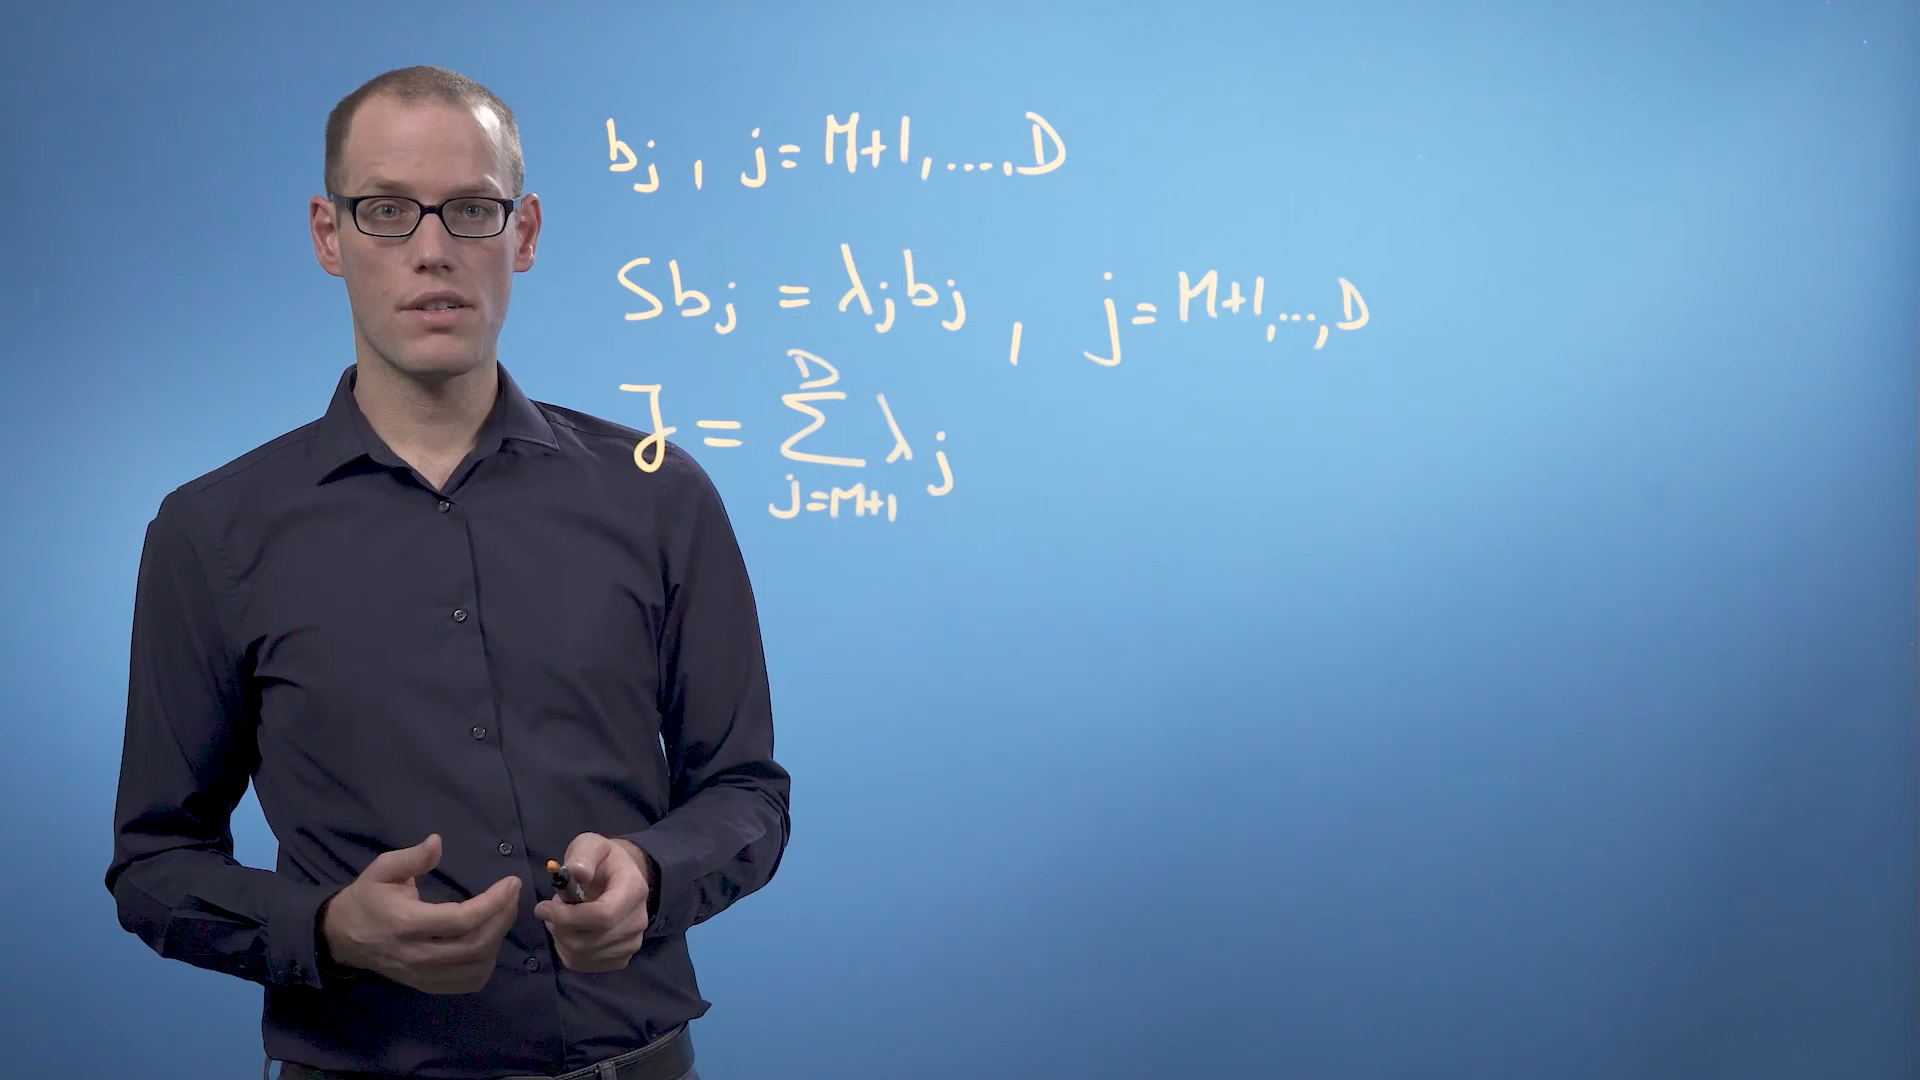 bj, j=M+1,....,D
Sbj = λjbj, j=M+1,...,D
J = Σ λj
D
j=M+1